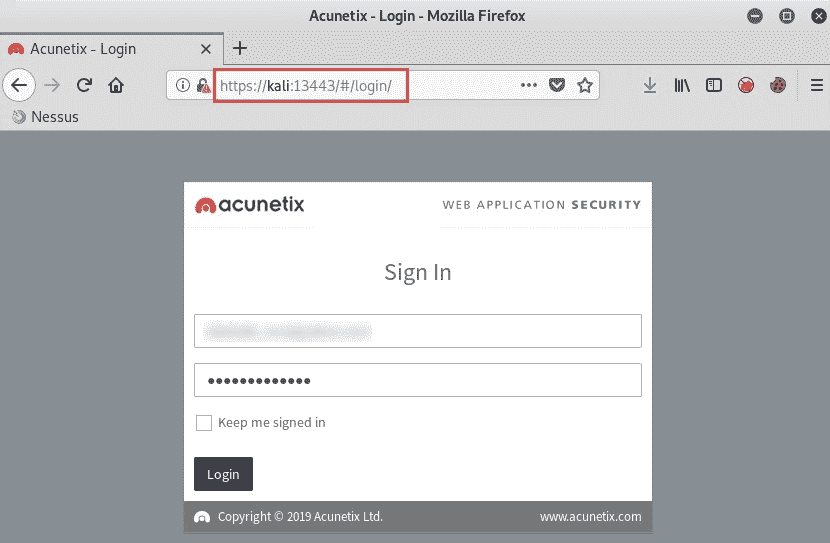 Acunetix - Login - Mozilla Firefox
Acunetix - Login
https://kali:13443/#/login/
Nessus
acunetix WEB APPLICATION SECURITY
Sign In
•••••••••••••
Keep me signed in
Login
Copyright © 2019 Acunetix Ltd. www.acunetix.com